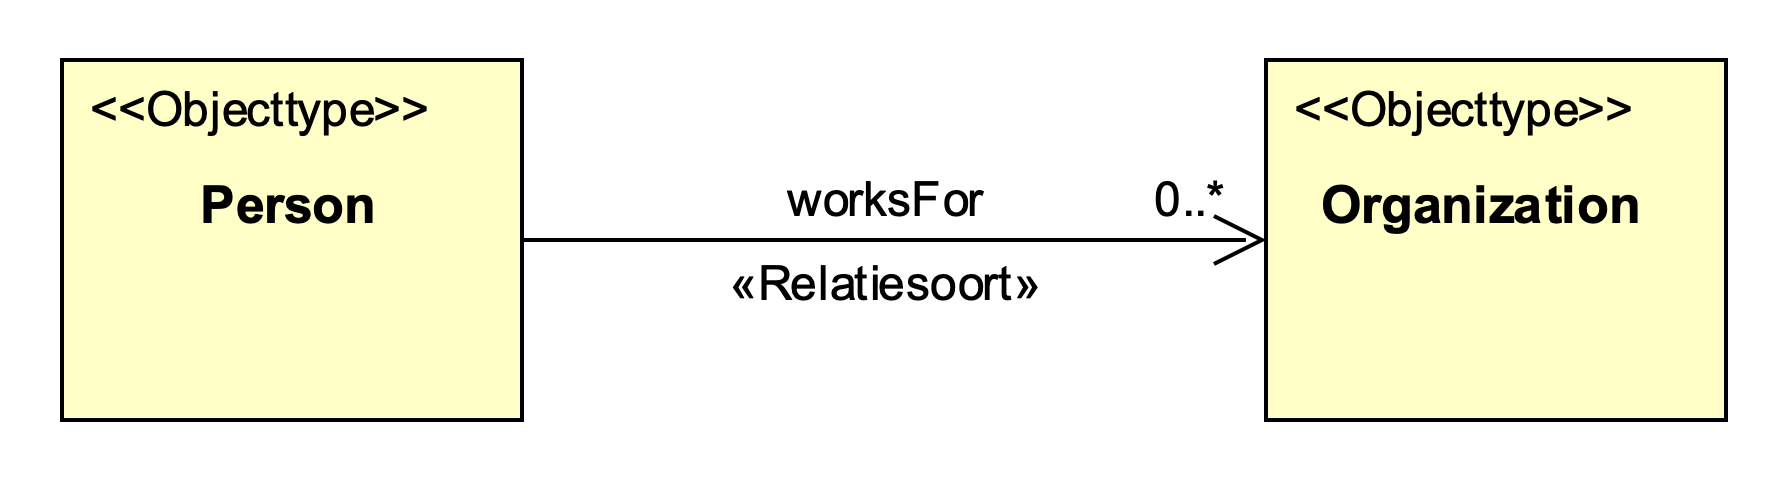 <<Objecttype>>
Person
worksFor
0..*
«Relatiesoort»
<<Objecttype>>
Organization